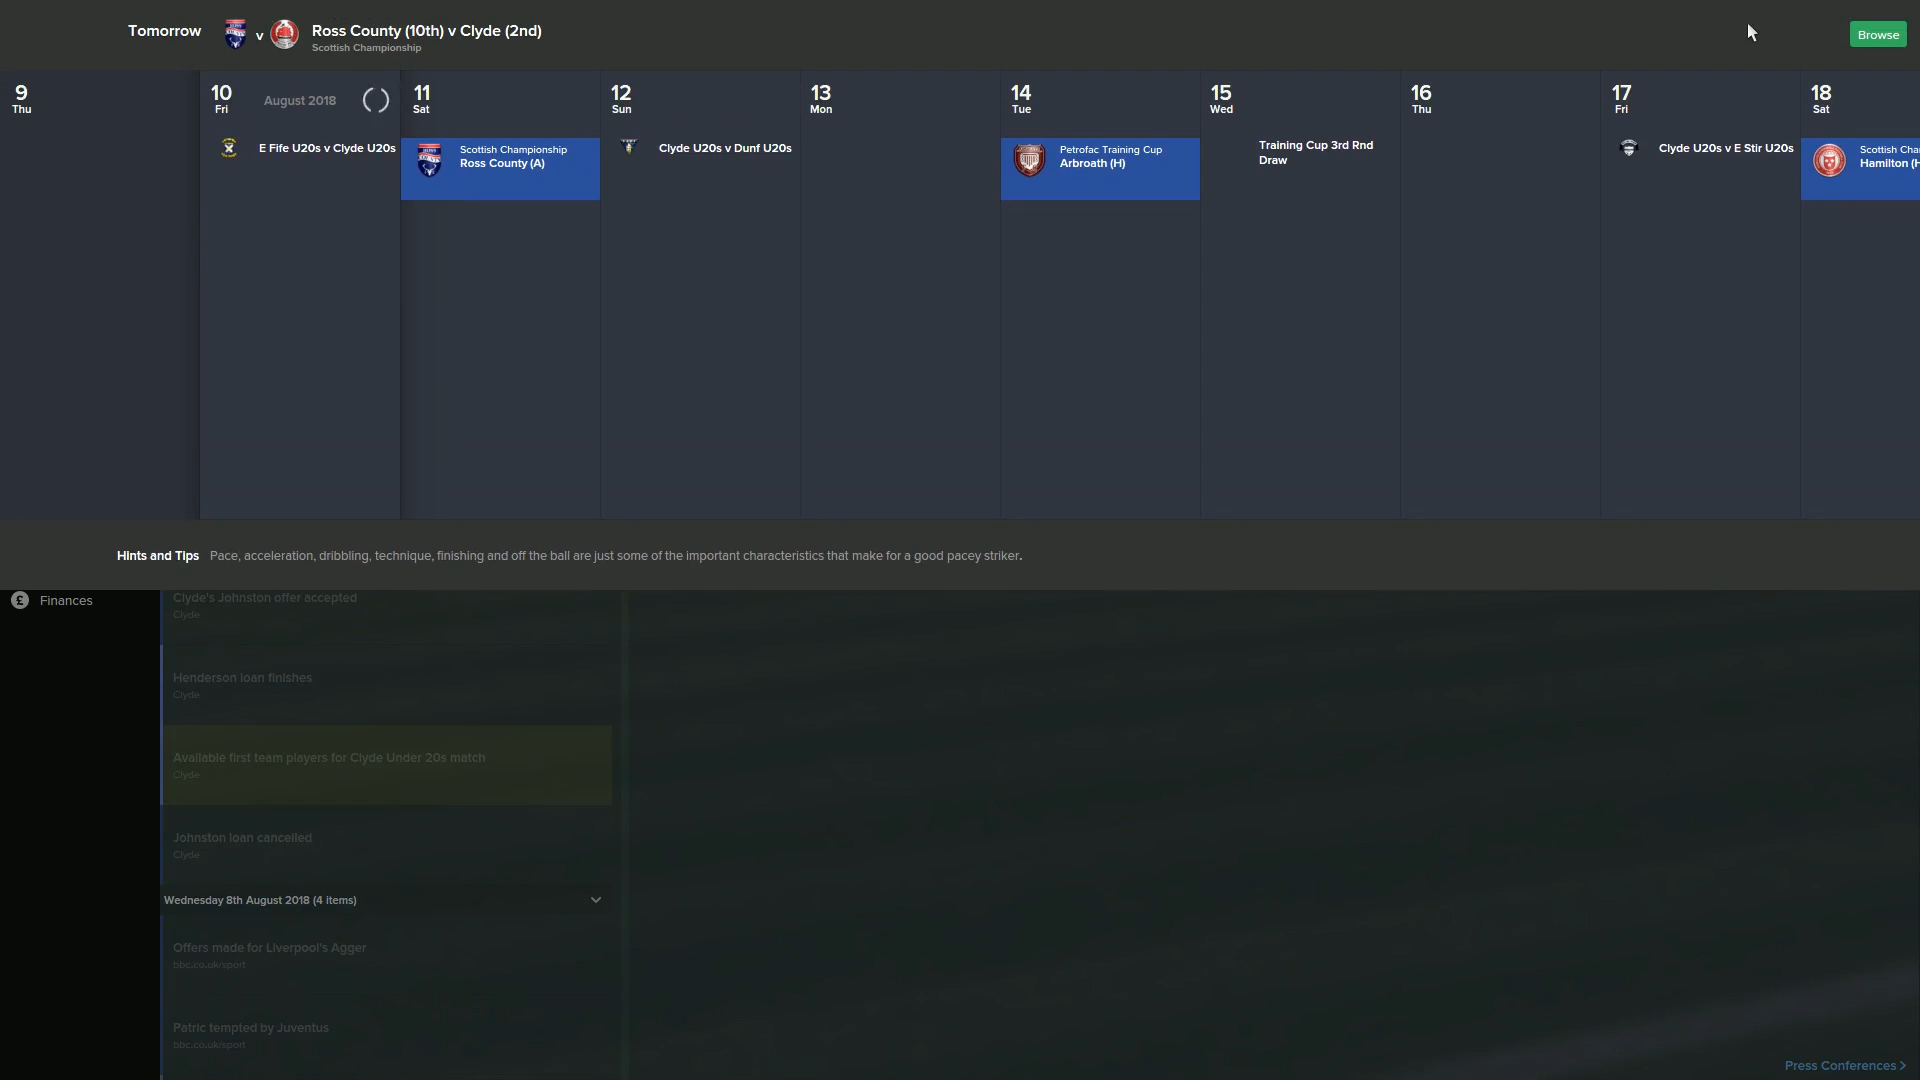 Tomorrow
v
Ross County (10th) v Clyde (2nd)
Scottish Championship
Browse
9
Thu
10
Fri
August 2018
11
Sat
12
Sun
13
Mon
14
Tue
15
Wed
16
Thu
17
Fri
18
Sat
E Fife U20s v Clyde U20s
Scottish Championship
Ross County (A)
Clyde U20s v Dunf U20s
Petrofac Training Cup
Arbroath (H)
Training Cup 3rd Rnd
Draw
Clyde U20s v E Stir U20s
Scottish Cha
Hamilton (H
Hints and Tips Pace, acceleration, dribbling, technique, finishing and off the ball are just some of the important characteristics that make for a good pacey striker.
£ Finances
Clyde's Johnston offer accepted
Clyde
Henderson loan finishes
Clyde
Available first team players for Clyde Under 20s match
Clyde
Johnston loan cancelled
Clyde
Wednesday 8th August 2018 (4 items)
Offers made for Liverpool's Agger
bbc.co.uk/sport
Patric tempted by Juventus
bbc.co.uk/sport
Press Conferences >